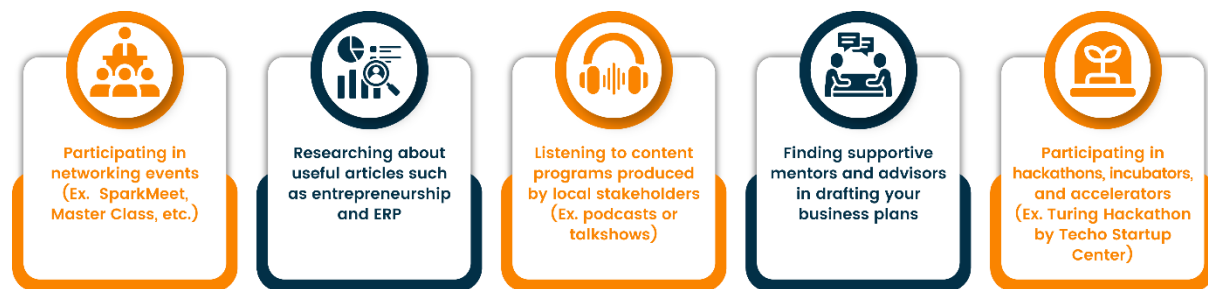 Participating in
networking events
(Ex. SparkMeet,
Master Class, etc.)
Researching about
useful articles such
as entrepreneurship
and ERP
Listening to content
programs produced
by local stakeholders
(Ex. podcasts or
talkshows)
Finding supportive
mentors and advisors
in drafting your
business plans
Participating in
hackathons, incubators,
and accelerators
(Ex. Turing Hackathon
by Techo Startup
Center)